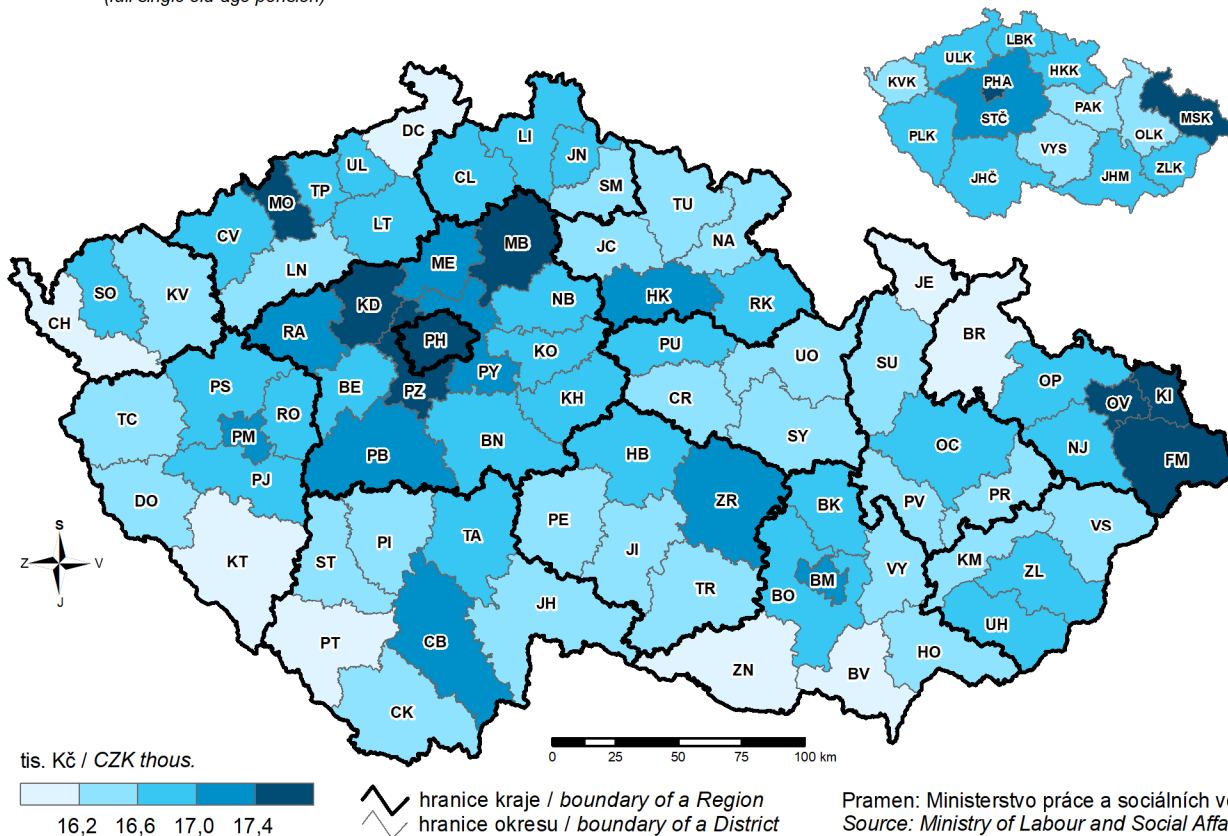 (full single old-age pension)
LBK
ULK
KVK
PHA
HKK
STČ
PAK
MSK
PLK
OLK
VYS
JHČ
JHM
ZLK
DC
LI
UL
JN
TP
CL
SM
MO
TU
CV
LT
MB
NA
JC
ME
LN
SO
KV
KD
NB
HK
RK
JE
CH
RA
PH
PU
BR
KO
UO
SU
PY
OP
KI
PS
BE
PZ
OV
RO
KH
CR
TC
PM
BN
SY
OC
NJ
FM
PB
HB
PJ
DO
ZR
PR
BK
PV
VS
PE
TA
PI
JI
ST
KT
KM
VY
ZL
BM
TR
BO
JH
UH
PT
CB
HO
ZN
BV
CK
S
Z V
J
0 25 50 75 100 km
tis. Kč / CZK thous.
16,2 16,6 17,0 17,4
hranice kraje / boundary of a Region
hranice okresu / boundary of a District
Pramen: Ministerstvo práce a sociálních v
Source: Ministry of Labour and Social Affa